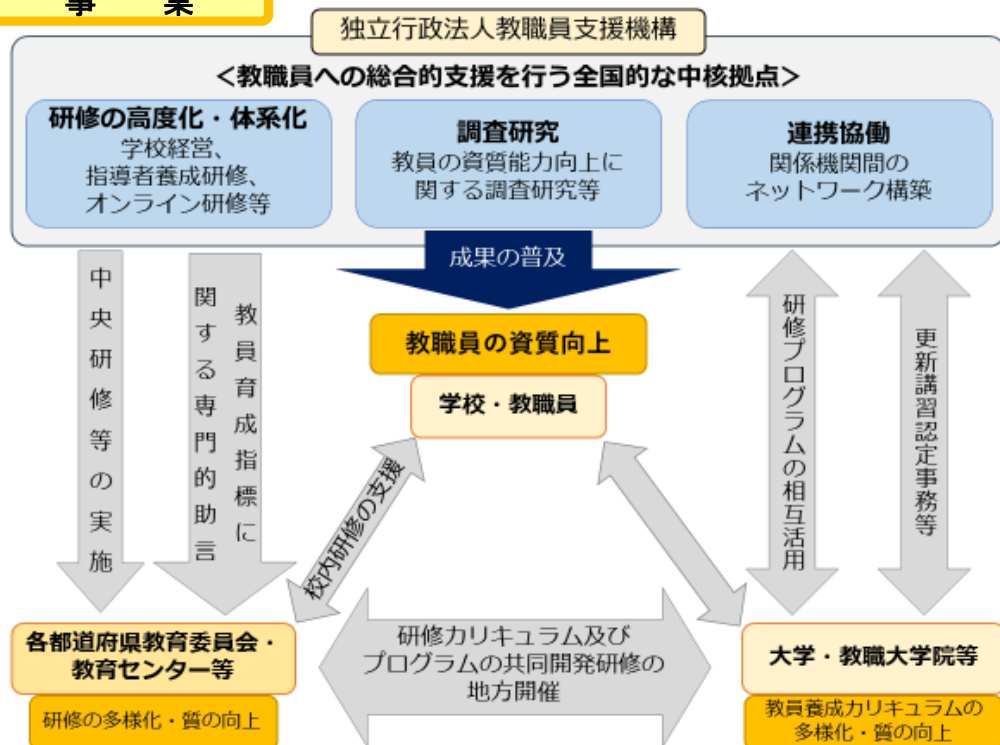 事　業
独立行政法人教職員支援機構
＜教職員への総合的支援を行う全国的な中核拠点＞
研修の高度化・体系化
学校経営、
指導者養成研修、
オンライン研修等
調査研究
教員の資質能力向上に
関する調査研究等
連携協働
関係機関間の
ネットワーク構築
成果の普及
教職員の資質向上
学校・教職員
中央研修等の実施
教員育成指標に
関する専門的助言
校内研修の支援
研修プログラムの相互活用
更新講習認定事務等
各都道府県教育委員会・
教育センター等
研修の多様化・質の向上
研修カリキュラム及び
プログラムの共同開発研修の
地方開催
大学・教職大学院等
教員養成カリキュラムの
多様化・質の向上